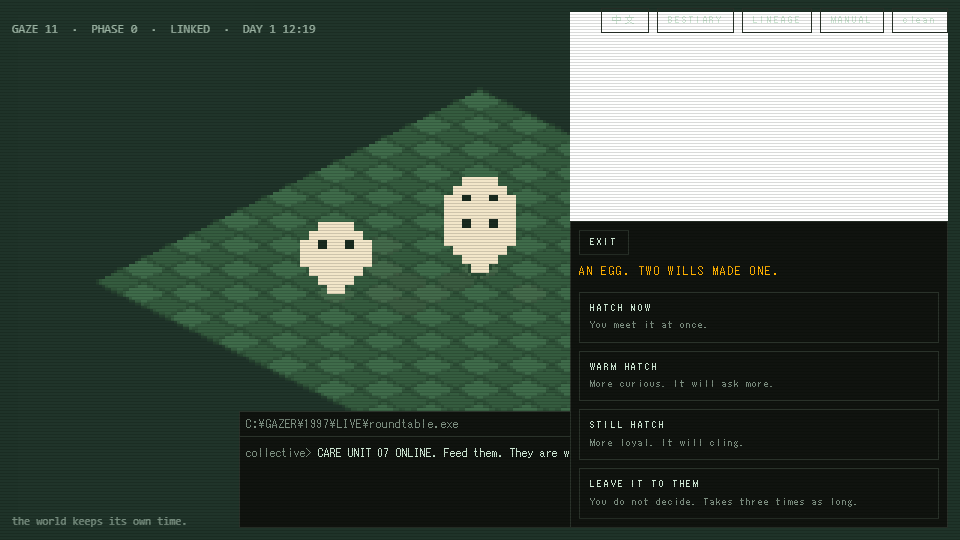 GAZE 11 · PHASE 0 · LINKED · DAY 1 12:19
中文 BESTIARY LINEAGE MANUAL clean
EXIT
AN EGG. TWO WILLS MADE ONE.
HATCH NOW
You meet it at once.
WARM HATCH
More curious. It will ask more.
STILL HATCH
More loyal. It will cling.
LEAVE IT TO THEM
You do not decide. Takes three times as long.
C:¥GAZER¥1997¥LIVE¥roundtable.exe
collective> CARE UNIT 07 ONLINE. Feed them. They are w
the world keeps its own time.